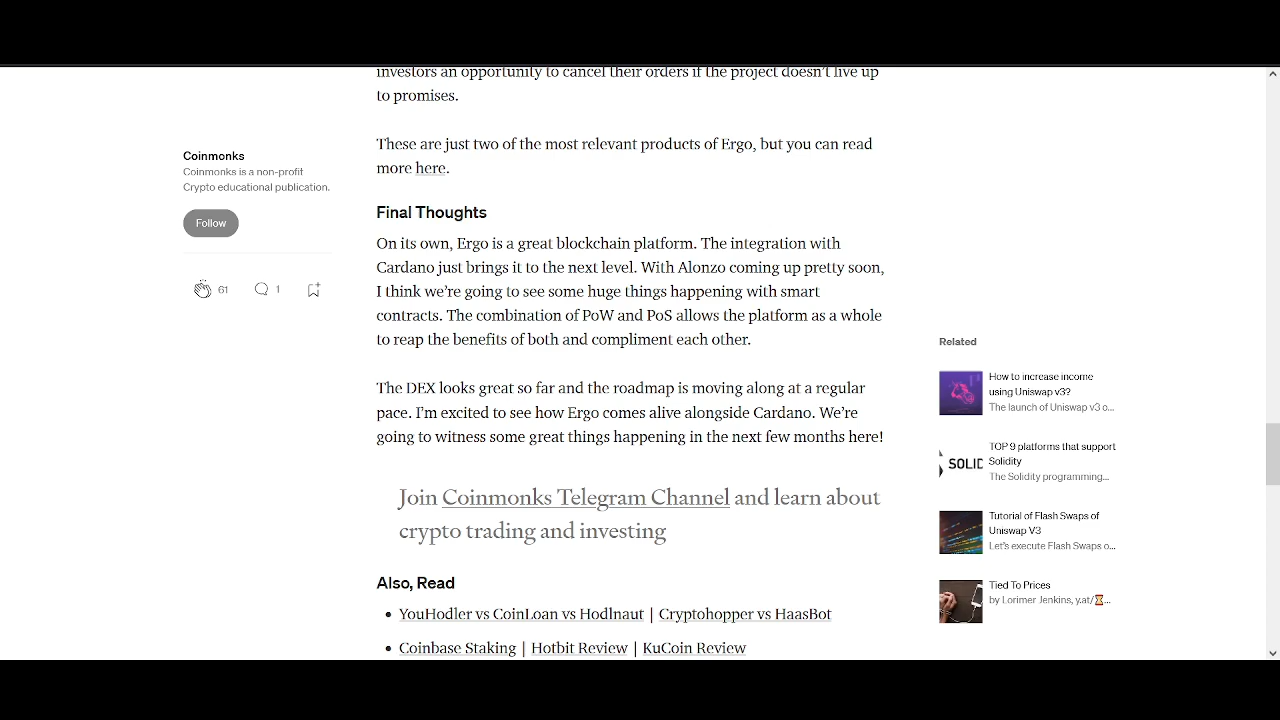 investors an opportunity to cancel their orders if the project doesn't live up
to promises.
These are just two of the most relevant products of Ergo, but you can read
more here.
Coinmonks
Coinmonks is a non-profit
Crypto educational publication.
Follow
61
1
Final Thoughts
On its own, Ergo is a great blockchain platform. The integration with
Cardano just brings it to the next level. With Alonzo coming up pretty soon,
I think we're going to see some huge things happening with smart
contracts. The combination of PoW and PoS allows the platform as a whole
to reap the benefits of both and compliment each other.
The DEX looks great so far and the roadmap is moving along at a regular
pace. I'm excited to see how Ergo comes alive alongside Cardano. We're
going to witness some great things happening in the next few months here!
Join Coinmonks Telegram Channel and learn about
crypto trading and investing
Also, Read
• YouHodler vs CoinLoan vs Hodlnaut | Cryptohopper vs HaasBot
• Coinbase Staking | Hotbit Review | KuCoin Review
Related
How to increase income
using Uniswap v3?
The launch of Uniswap v3 o...
SOLID
TOP 9 platforms that support
Solidity
The Solidity programming...
Tutorial of Flash Swaps of
Uniswap V3
Let's execute Flash Swaps o...
Tied To Prices
by Lorimer Jenkins, y.at/⏳...